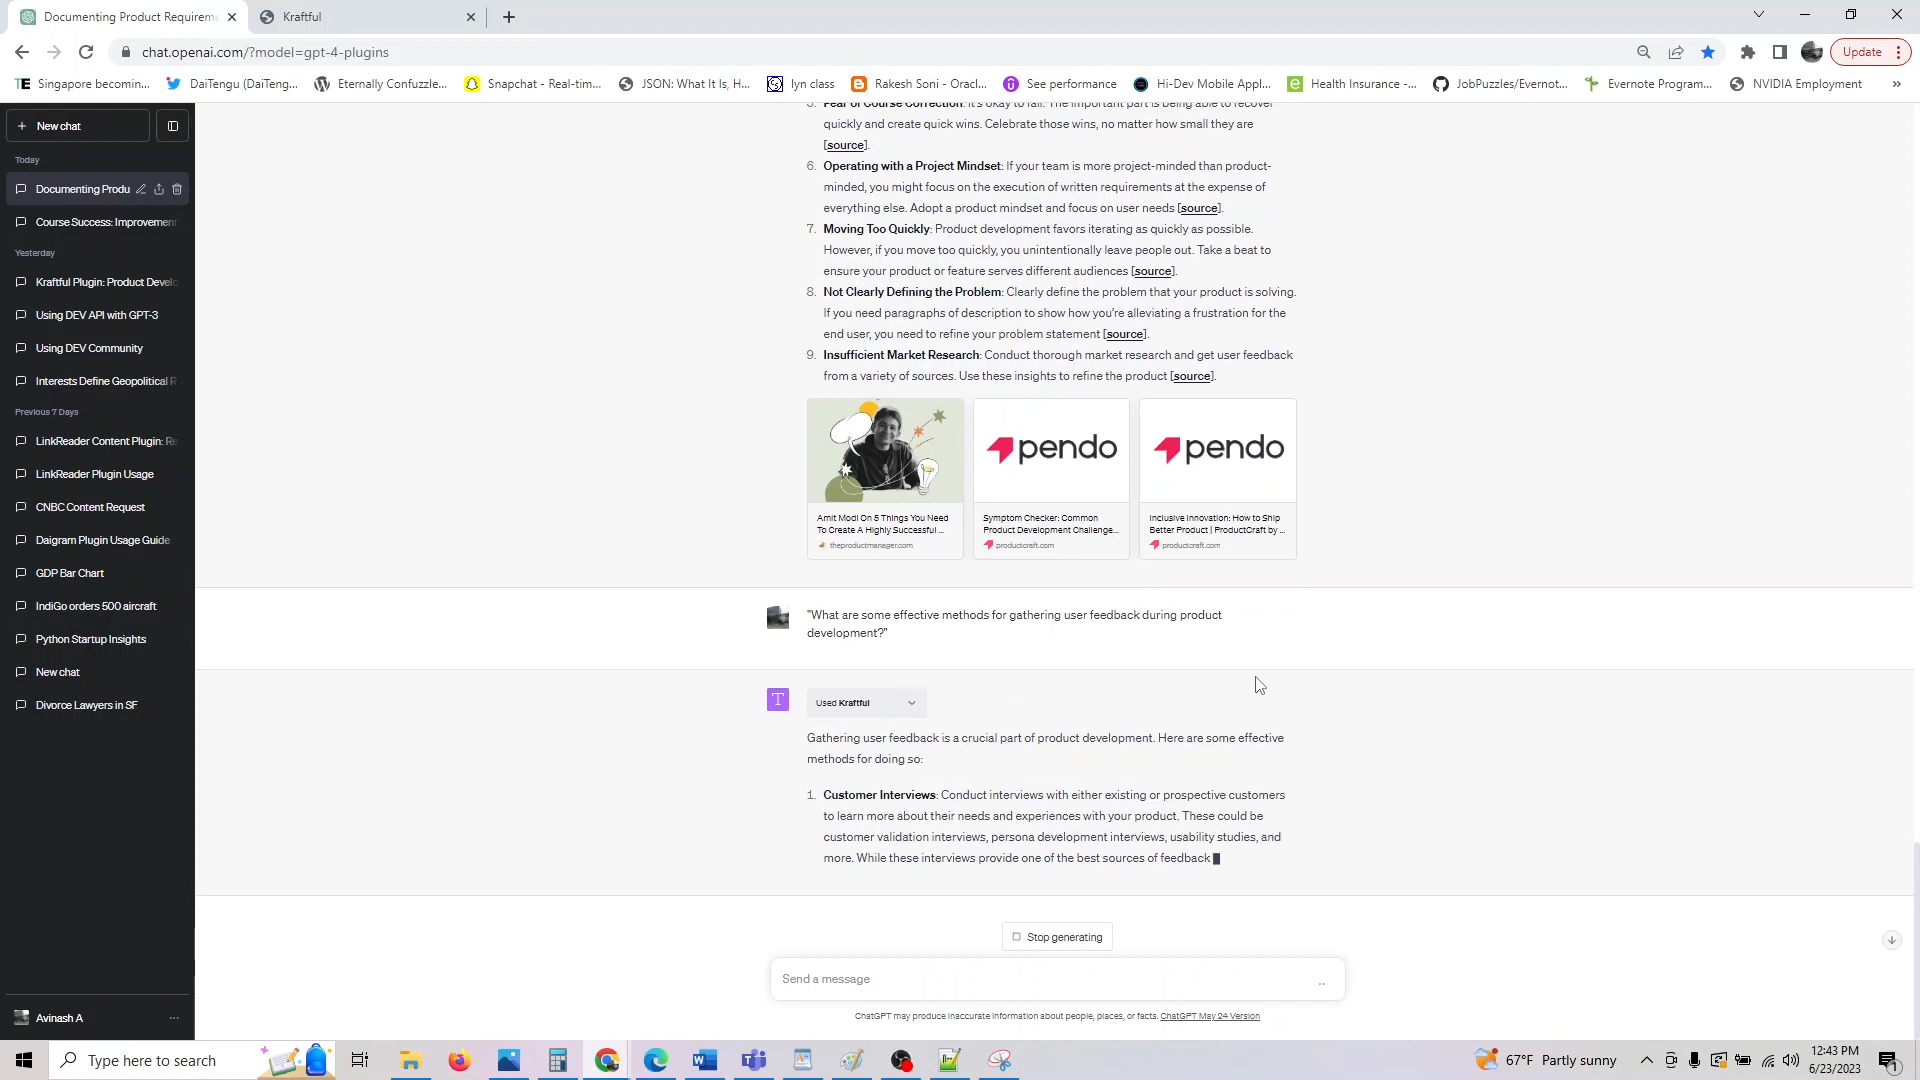 Documenting Product Requireme
Kraftful
chat.openai.com/?model=gpt-4-plugins
Update
TE Singapore becomin...
DaiTengu (DaiTeng...
Eternally Confuzzle...
Snapchat - Real-tim...
JSON: What It Is, H...
lyn class
Rakesh Soni - Oracl...
See performance
Hi-Dev Mobile Appl...
Health Insurance -...
JobPuzzles/Evernot...
Evernote Program...
NVIDIA Employment
»
New chat
Today
Documenting Produ
Course Success: Improvement
Yesterday
Kraftful Plugin: Product Develo
Using DEV API with GPT-3
Using DEV Community
Interests Define Geopolitical R
Previous 7 Days
LinkReader Content Plugin: Re
LinkReader Plugin Usage
CNBC Content Request
Daigram Plugin Usage Guide
GDP Bar Chart
IndiGo orders 500 aircraft
Python Startup Insights
New chat
Divorce Lawyers in SF
Avinash A
...
5. Fear of Course Correction: It's okay to fail. The important part is being able to recover
quickly and create quick wins. Celebrate those wins, no matter how small they are
[source].
6. Operating with a Project Mindset: If your team is more project-minded than product-
minded, you might focus on the execution of written requirements at the expense of
everything else. Adopt a product mindset and focus on user needs [source].
7. Moving Too Quickly: Product development favors iterating as quickly as possible.
However, if you move too quickly, you unintentionally leave people out. Take a beat to
ensure your product or feature serves different audiences [source].
8. Not Clearly Defining the Problem: Clearly define the problem that your product is solving.
If you need paragraphs of description to show how you're alleviating a frustration for the
end user, you need to refine your problem statement [source].
9. Insufficient Market Research: Conduct thorough market research and get user feedback
from a variety of sources. Use these insights to refine the product [source].
pendo
pendo
Amit Modi On 5 Things You Need
To Create A Highly Successful ...
theproductmanager.com
Symptom Checker: Common
Product Development Challenge...
productcraft.com
Inclusive Innovation: How to Ship
Better Product | ProductCraft by ...
productcraft.com
"What are some effective methods for gathering user feedback during product
development?"
T
Used Kraftful
Gathering user feedback is a crucial part of product development. Here are some effective
methods for doing so:
1. Customer Interviews: Conduct interviews with either existing or prospective customers
to learn more about their needs and experiences with your product. These could be
customer validation interviews, persona development interviews, usability studies, and
more. While these interviews provide one of the best sources of feedback
Stop generating
Send a message
..
ChatGPT may produce inaccurate information about people, places, or facts. ChatGPT May 24 Version
Type here to search
67°F Partly sunny
12:43 PM
6/23/2023
1